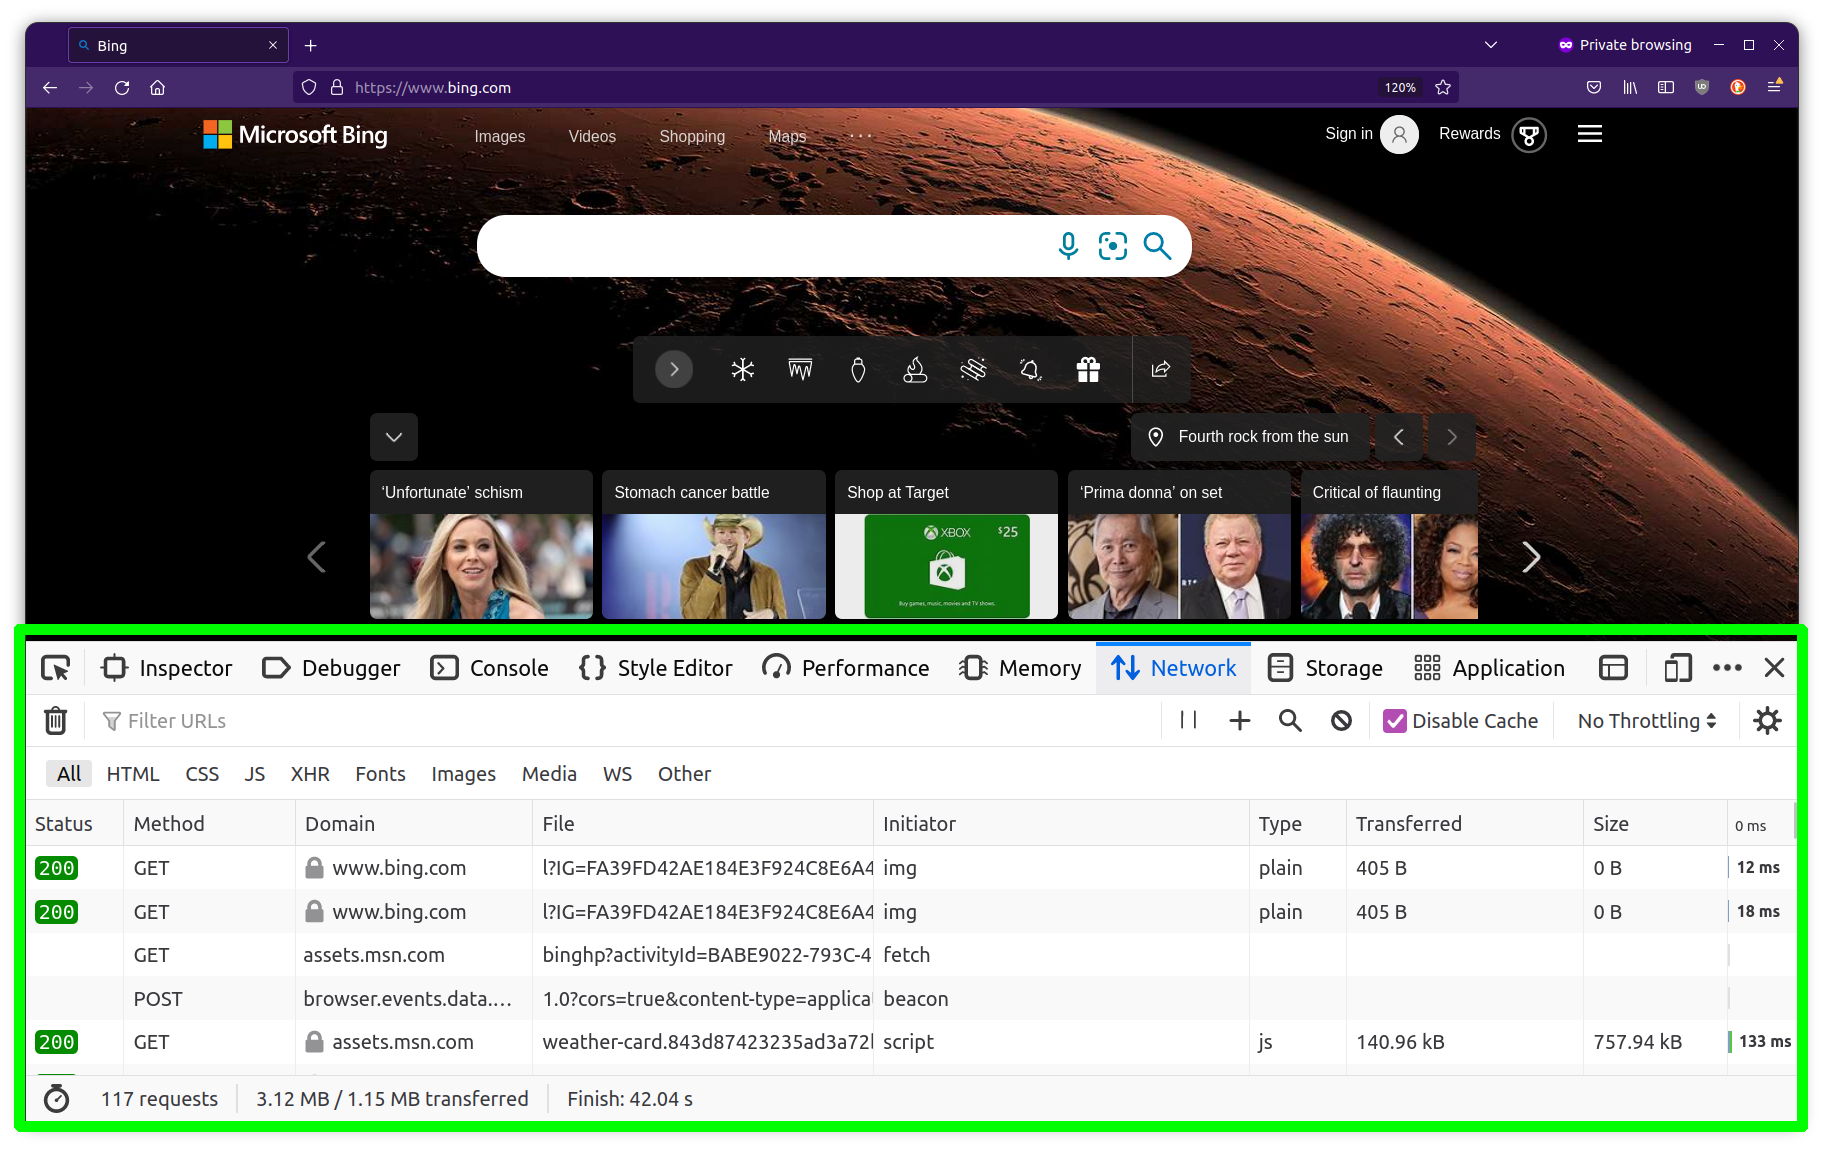 Bing
Private browsing
https://www.bing.com
120%
Microsoft Bing
Images Videos Shopping Maps ...
Sign in Rewards
Fourth rock from the sun
‘Unfortunate’ schism
Stomach cancer battle
Shop at Target
‘Prima donna’ on set
Critical of flaunting
XBOX $25
Buy games, music, movies and TV shows.
Inspector Debugger Console Style Editor Performance Memory Network Storage Application
Filter URLs Disable Cache No Throttling
All HTML CSS JS XHR Fonts Images Media WS Other
Status Method Domain File Initiator Type Transferred Size 0 ms
200 GET www.bing.com l?IG=FA39FD42AE184E3F924C8E6A4 img plain 405 B 0 B 12 ms
200 GET www.bing.com l?IG=FA39FD42AE184E3F924C8E6A4 img plain 405 B 0 B 18 ms
GET assets.msn.com binghp?activityId=BABE9022-793C-4 fetch
POST browser.events.data.… 1.0?cors=true&content-type=applica beacon
200 GET assets.msn.com weather-card.843d87423235ad3a72 script js 140.96 kB 757.94 kB 133 ms
117 requests 3.12 MB / 1.15 MB transferred Finish: 42.04 s